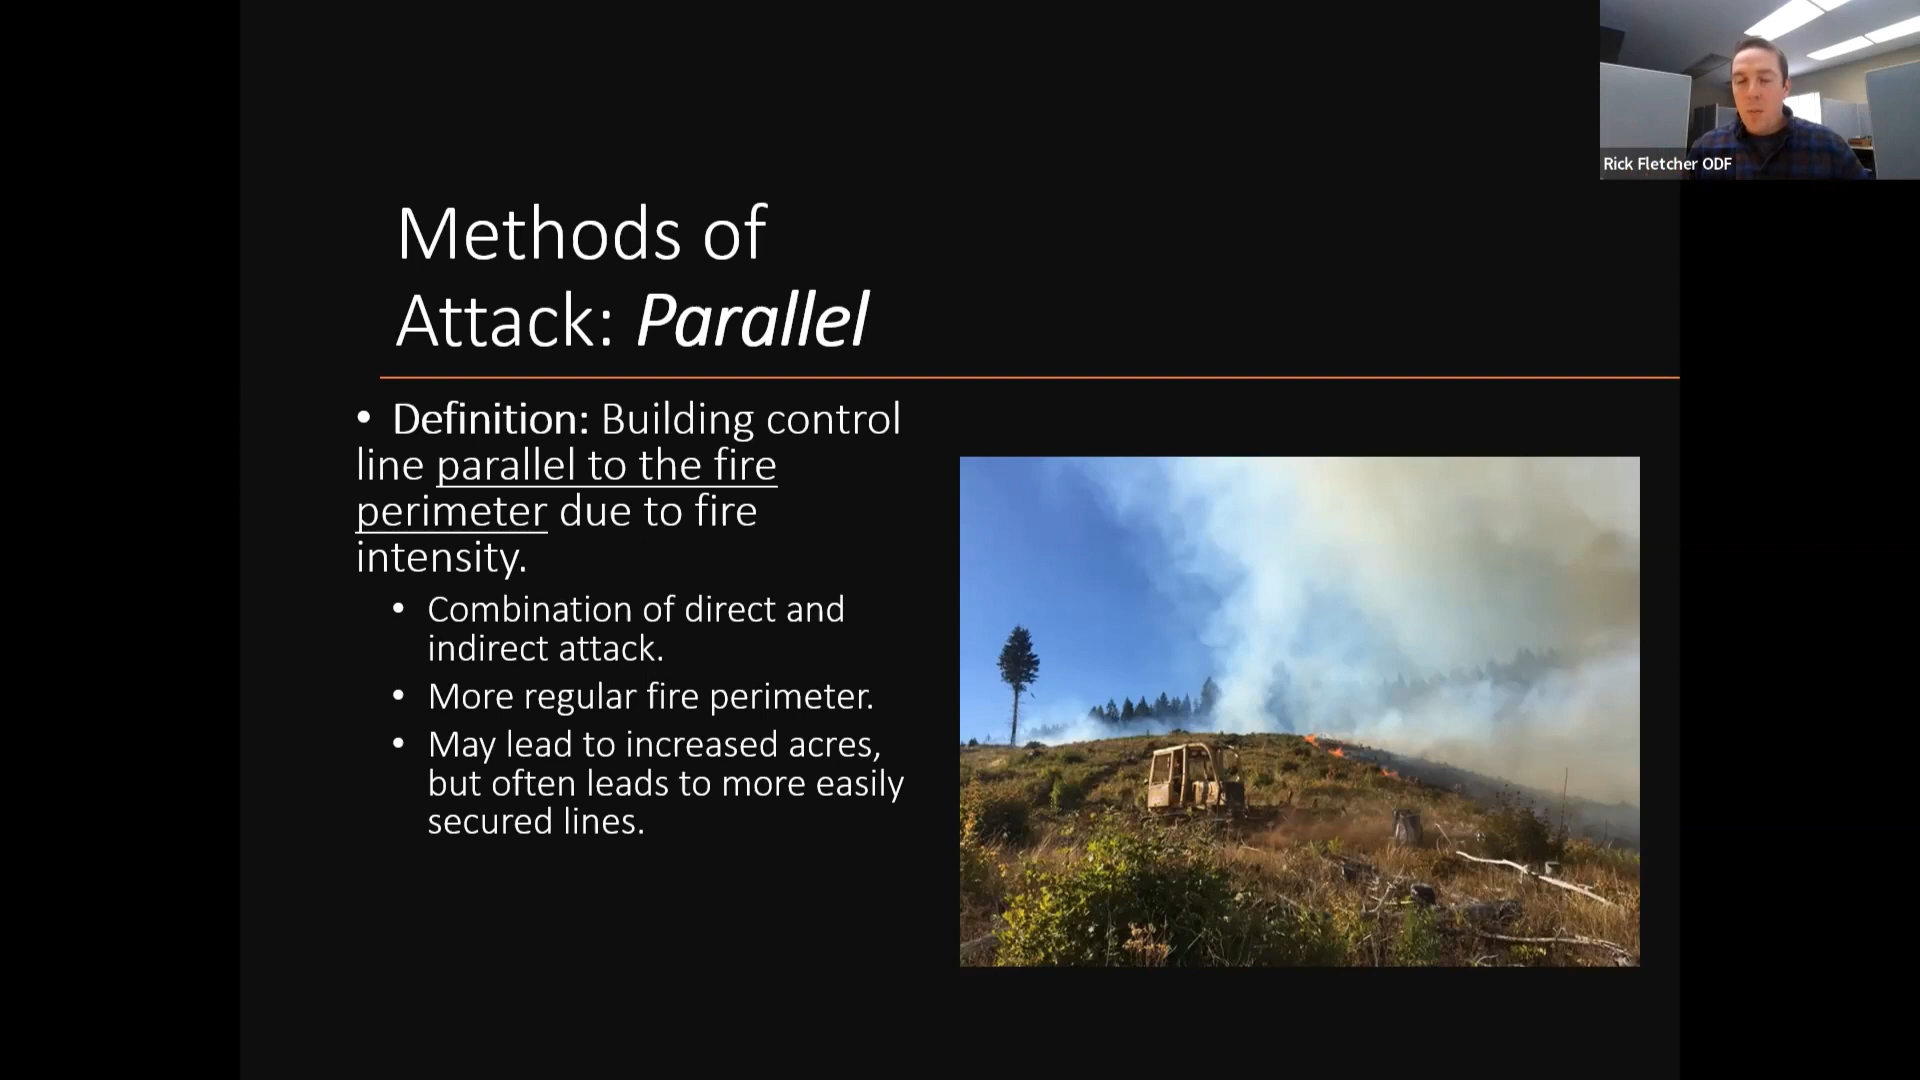 Rick Fletcher ODF
Methods of
Attack: Parallel
• Definition: Building control
line parallel to the fire
perimeter due to fire
intensity.
• Combination of direct and
indirect attack.
• More regular fire perimeter.
• May lead to increased acres,
but often leads to more easily
secured lines.